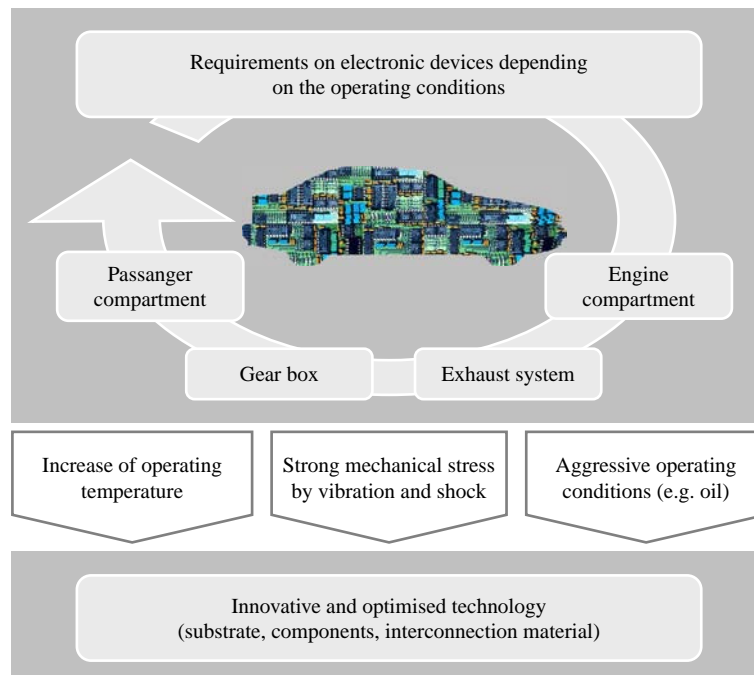 Requirements on electronic devices depending
on the operating conditions
Passanger
compartment
Engine
compartment
Gear box
Exhaust system
Increase of operating
temperature
Strong mechanical stress
by vibration and shock
Aggressive operating
conditions (e.g. oil)
Innovative and optimised technology
(substrate, components, interconnection material)